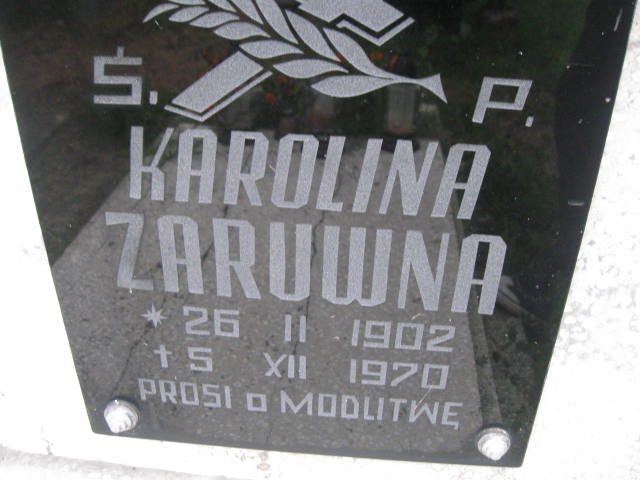 Ś. P.
KAROLINA
ZARUWNA
* 26 II 1902
† 5 XII 1970
PROSI o MODLITWĘ